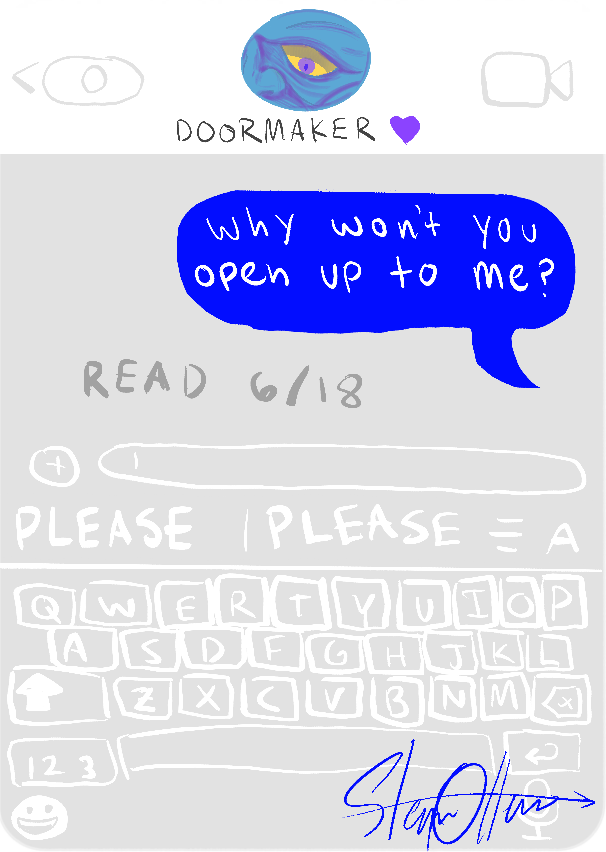 DOORMAKER 💜
Why won't you
open up to me?
READ 6/18
+
PLEASE | PLEASE = A
Q W E R T Y U I O P
A S D F G H J K L
Z X C V B N M
123